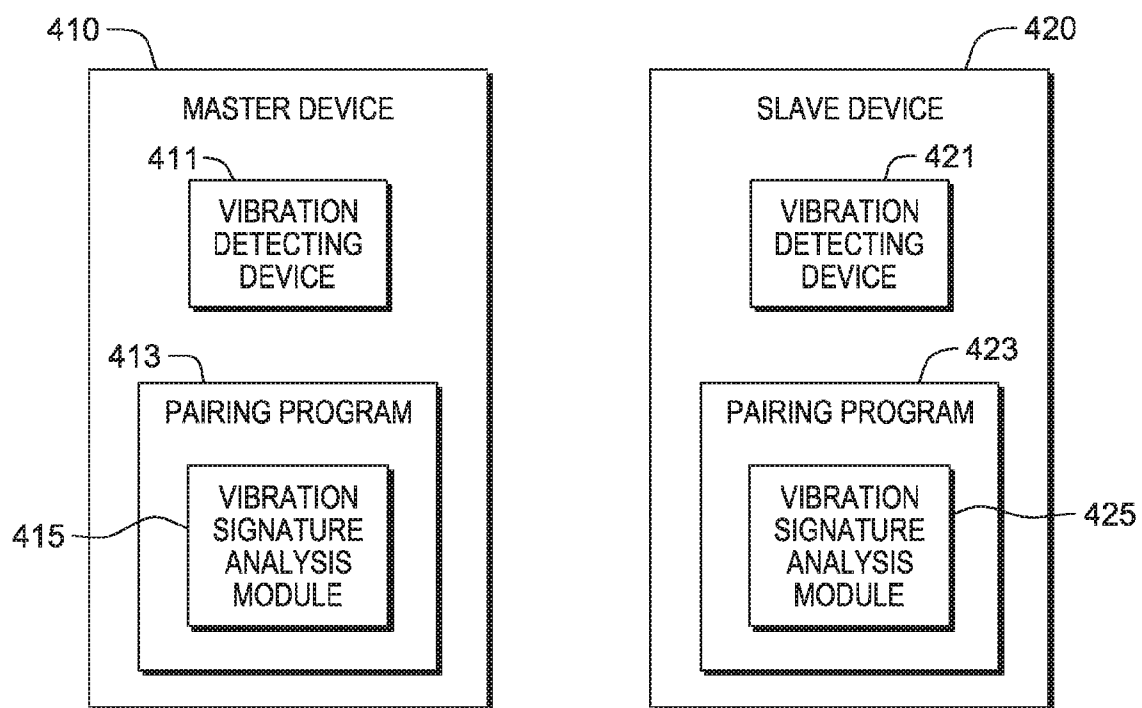 410
420
MASTER DEVICE
SLAVE DEVICE
411
421
VIBRATION
DETECTING
DEVICE
VIBRATION
DETECTING
DEVICE
413
423
PAIRING PROGRAM
PAIRING PROGRAM
VIBRATION
SIGNATURE
ANALYSIS
MODULE
415
VIBRATION
SIGNATURE
ANALYSIS
MODULE
425